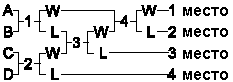 A W 4 W 1 место
B 1 L L 2 место
C W 3 W L 3 место
D 2 L 4 место